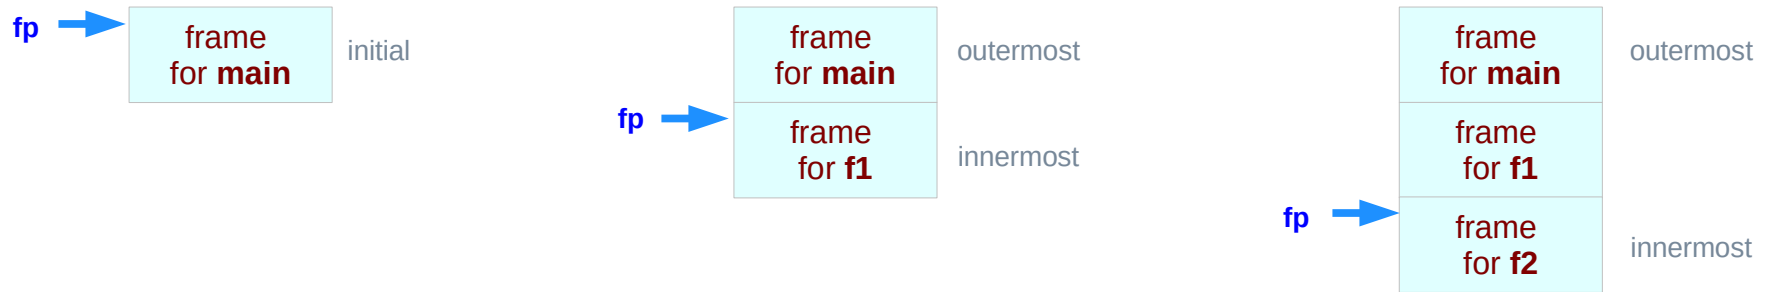 fp
frame
for main
initial
frame
for main
outermost
fp
frame
for f1
innermost
frame
for main
outermost
frame
for f1
fp
frame
for f2
innermost